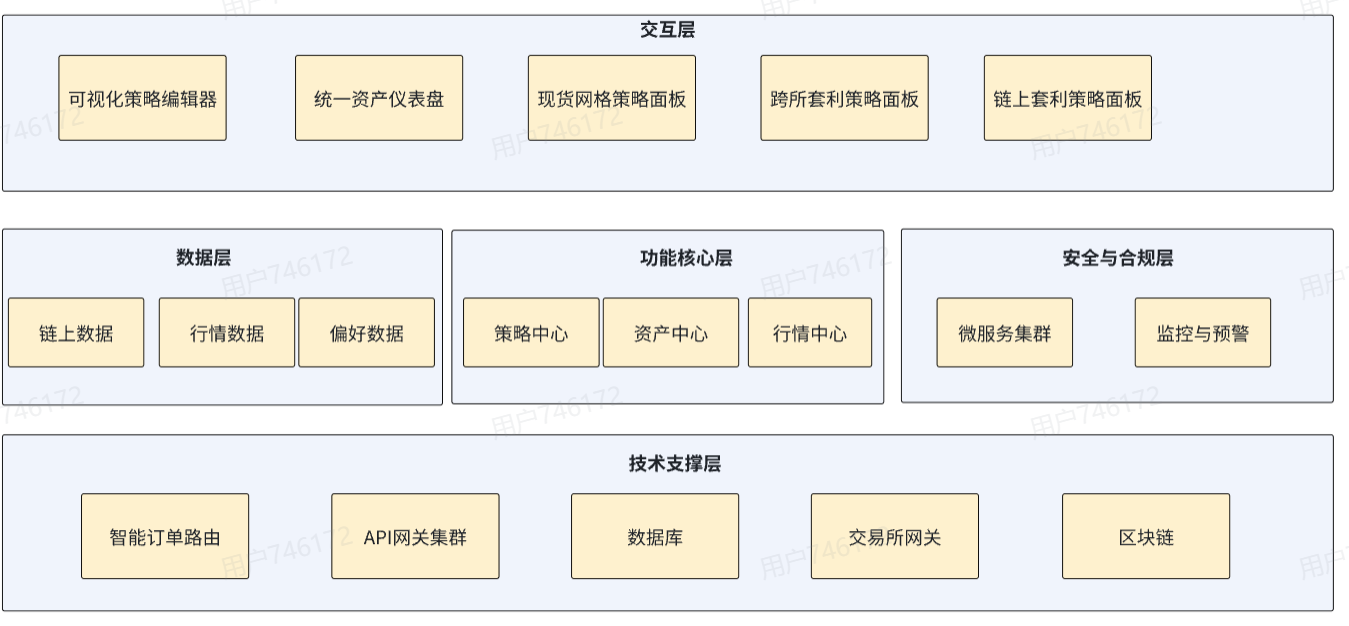 交互层
可视化策略编辑器
统一资产仪表盘
现货网格策略面板
跨所套利策略面板
链上套利策略面板
数据层
链上数据
行情数据
偏好数据
功能核心层
策略中心
资产中心
行情中心
安全与合规层
微服务集群
监控与预警
技术支撑层
智能订单路由
API网关集群
数据库
交易所网关
区块链
用户746172